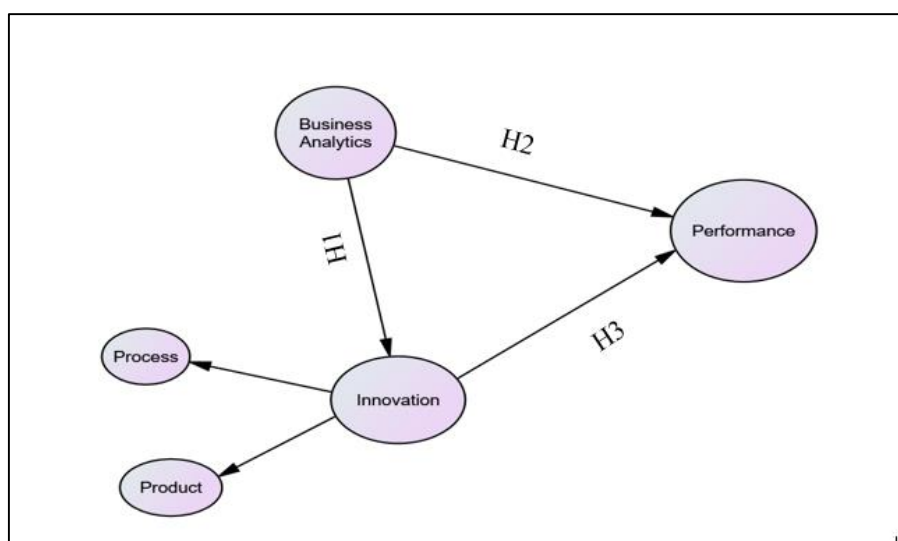 Business
Analytics
H2
Performance
H1
H3
Process
Innovation
Product